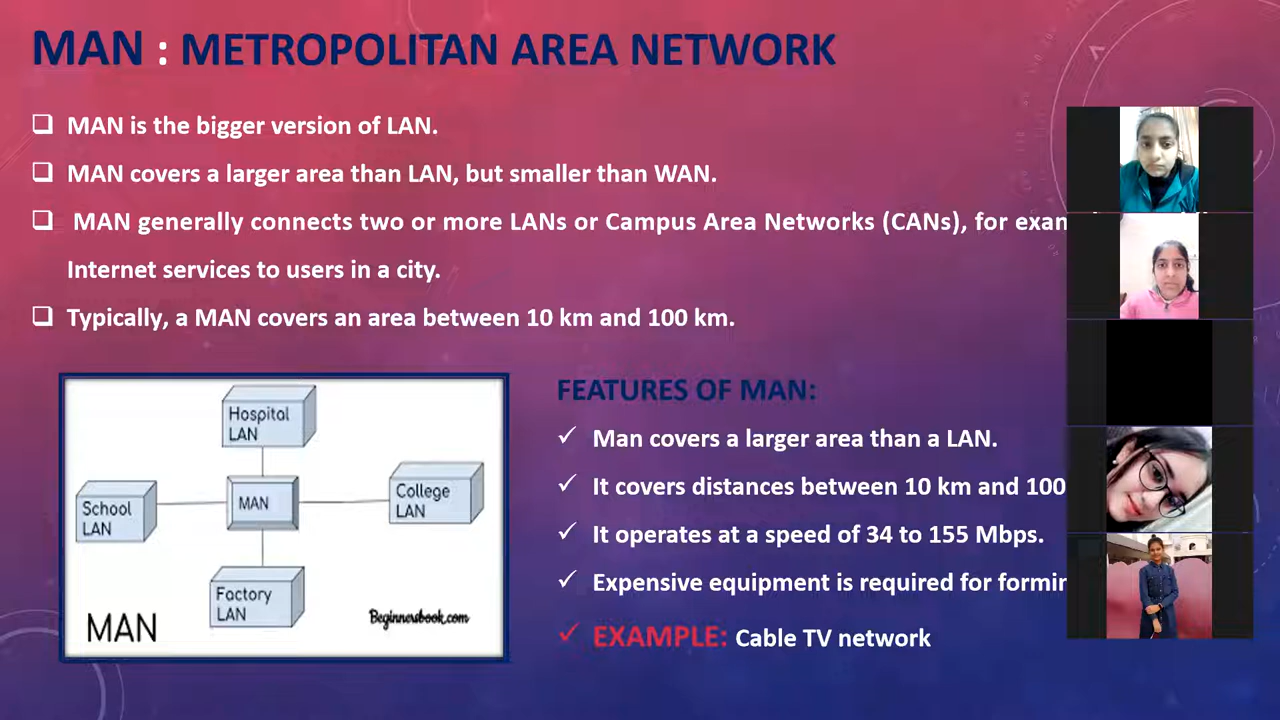 MAN : METROPOLITAN AREA NETWORK
MAN is the bigger version of LAN.
MAN covers a larger area than LAN, but smaller than WAN.
MAN generally connects two or more LANs or Campus Area Networks (CANs), for
Internet services to users in a city.
Typically, a MAN covers an area between 10 km and 100 km.
Hospital
LAN
School
LAN
MAN
College
LAN
Factory
LAN
MAN
Beginnersbook.com
FEATURES OF MAN:
Man covers a larger area than a LAN.
It covers distances between 10 km and 100
It operates at a speed of 34 to 155 Mbps.
Expensive equipment is required for
EXAMPLE: Cable TV network